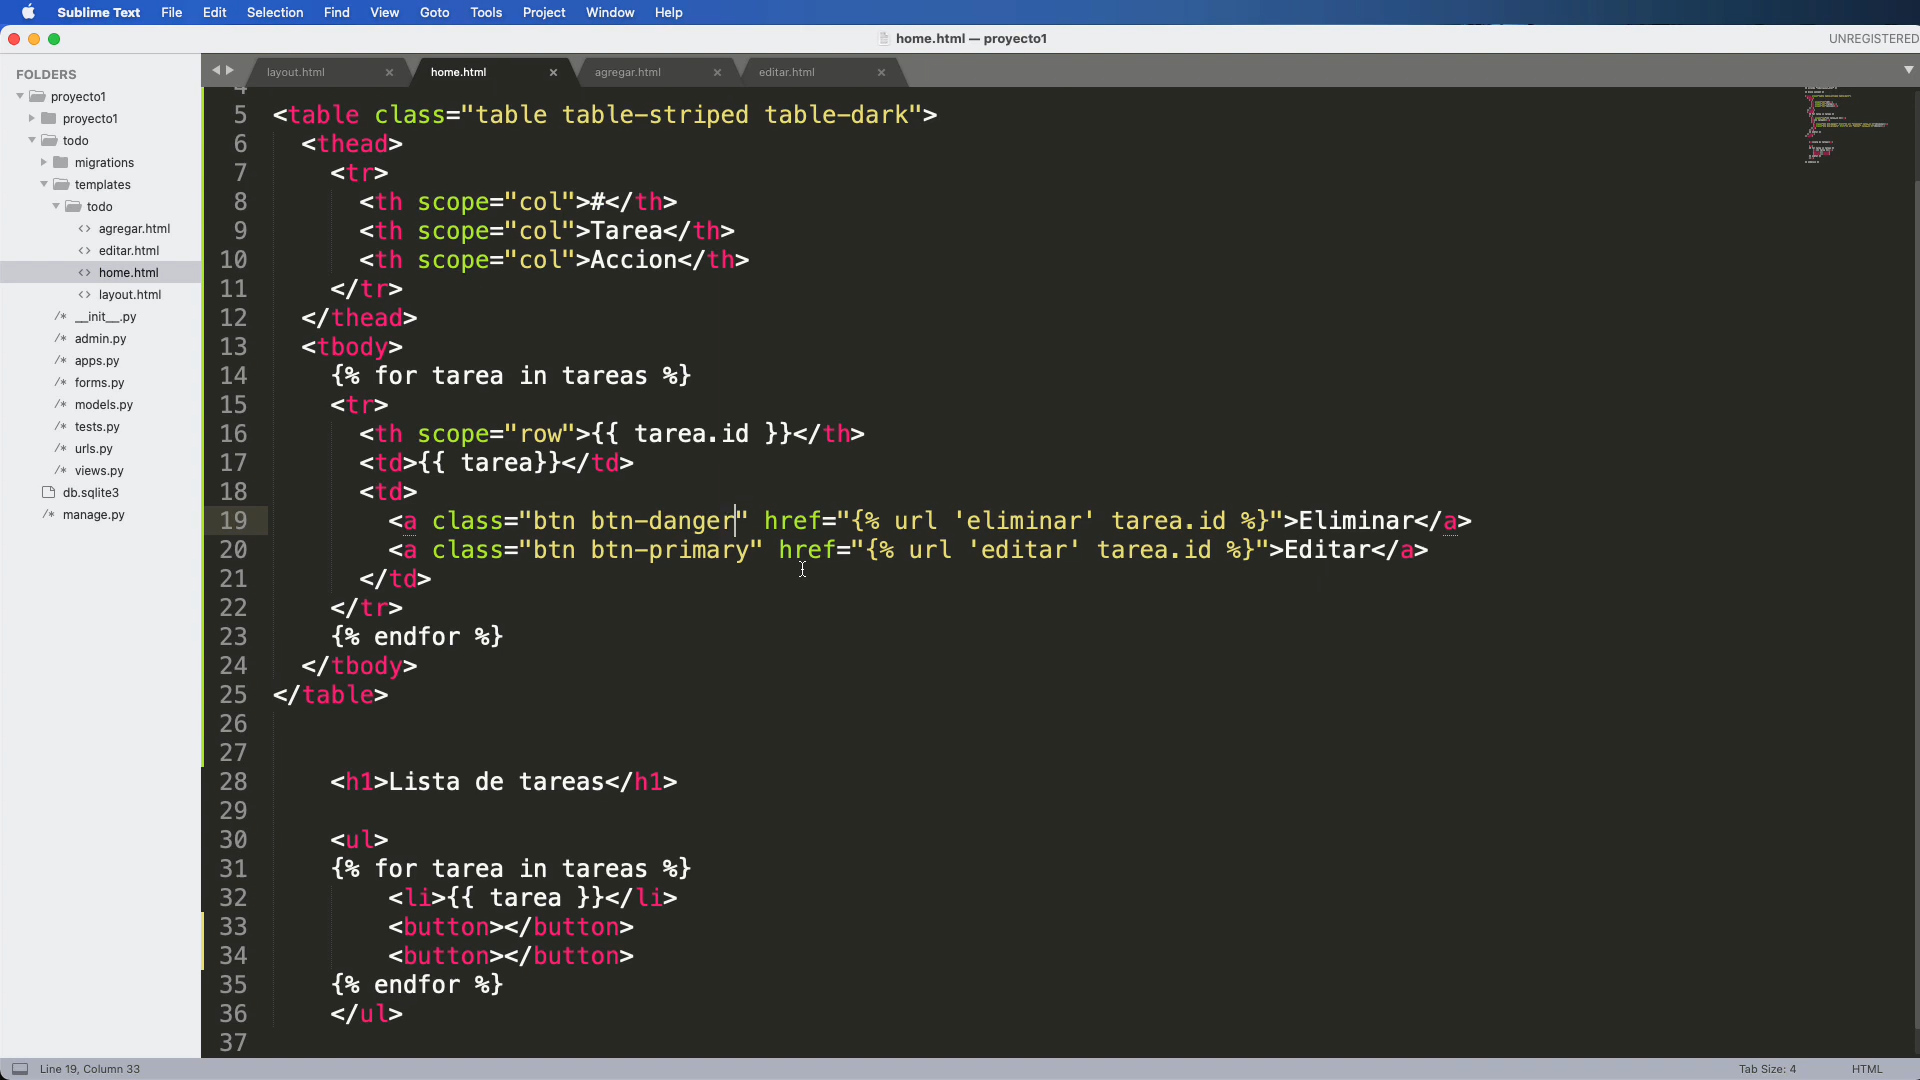 Sublime Text File Edit Selection Find View Goto Tools Project Window Help
home.html — proyecto1
UNREGISTERED
FOLDERS
proyecto1
proyecto1
todo
migrations
templates
todo
<> agregar.html
<> editar.html
<> home.html
<> layout.html
/* __init__.py
/* admin.py
/* apps.py
/* forms.py
/* models.py
/* tests.py
/* urls.py
/* views.py
db.sqlite3
manage.py
layout.html × home.html × agregar.html × editar.html ×
5 <table class="table table-striped table-dark">
6 <thead>
7 <tr>
8 <th scope="col">#</th>
9 <th scope="col">Tarea</th>
10 <th scope="col">Accion</th>
11 </tr>
12 </thead>
13 <tbody>
14 {% for tarea in tareas %}
15 <tr>
16 <th scope="row">{{ tarea.id }}</th>
17 <td>{{ tarea}}</td>
18 <td>
19 <a class="btn btn-danger" href="{% url 'eliminar' tarea.id %}">Eliminar</a>
20 <a class="btn btn-primary" href="{% url 'editar' tarea.id %}">Editar</a>
21 </td>
22 </tr>
23 {% endfor %}
24 </tbody>
25 </table>
26
27
28 <h1>Lista de tareas</h1>
29
30 <ul>
31 {% for tarea in tareas %}
32 <li>{{ tarea }}</li>
33 <button></button>
34 <button></button>
35 {% endfor %}
36 </ul>
37
Line 19, Column 33
Tab Size: 4
HTML